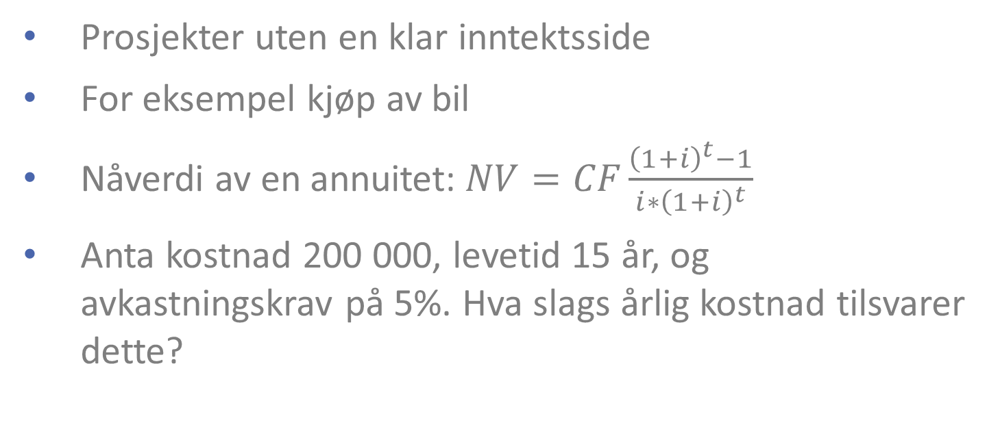 • Prosjekter uten en klar inntektsside
• For eksempel kjøp av bil
• Nåverdi av en annuitet: NV = CF \frac{(1+i)^t−1}{i∗(1+i)^t}
• Anta kostnad 200 000, levetid 15 år, og
avkastningskrav på 5%. Hva slags årlig kostnad tilsvarer
dette?